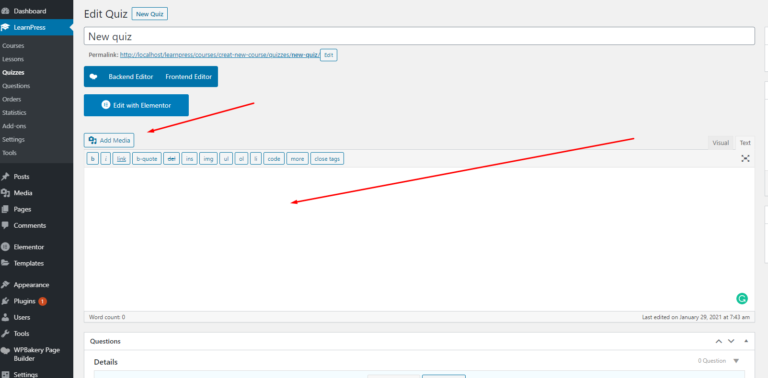 Dashboard
LearnPress
Courses
Lessons
Quizzes
Questions
Orders
Statistics
Add-ons
Settings
Tools
Posts
Media
Pages
Comments
Elementor
Templates
Appearance
Plugins 1
Users
Tools
WPBakery Page
Builder
Settings
Edit Quiz New Quiz
New quiz
Permalink: http://localhost/learnpress/courses/creat-new-course/quizzes/new-quiz/ Edit
Backend Editor Frontend Editor
Edit with Elementor
Add Media
Visual Text
b i link b-quote del ins img ul ol li code more close tags
Word count: 0 Last edited on January 29, 2021 at 7:43 am
Questions
Details 0 Question